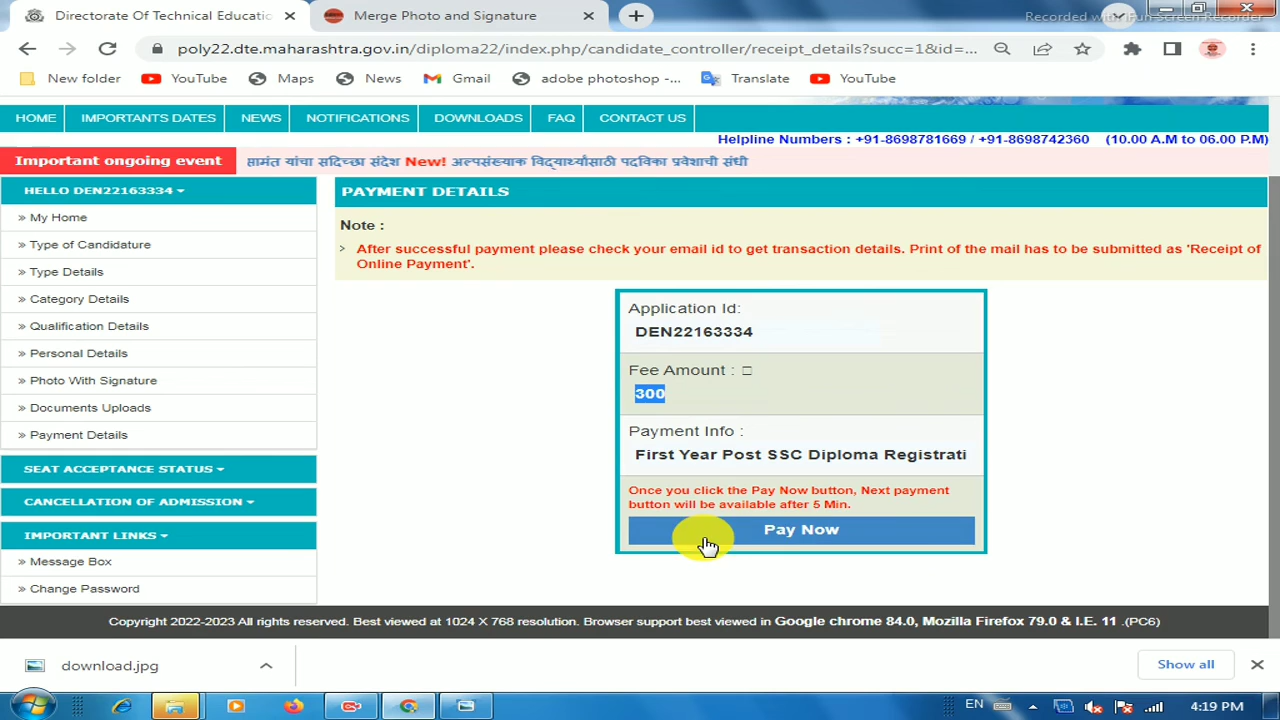 Directorate Of Technical Educatio
Merge Photo and Signature
poly22.dte.maharashtra.gov.in/diploma22/index.php/candidate_controller/receipt_details?succ=1&id=...
New folder YouTube Maps News Gmail adobe photoshop -... Translate YouTube
HOME IMPORTANTS DATES NEWS NOTIFICATIONS DOWNLOADS FAQ CONTACT US
Helpline Numbers : +91-8698781669 / +91-8698742360 (10.00 A.M to 06.00 P.M)
Important ongoing event सामंत यांचा सदिच्छा संदेश New! अल्पसंख्याक विद्यार्थ्यांसाठी पदविका प्रवेशाची संधी
HELLO DEN22163334
» My Home
» Type of Candidature
» Type Details
» Category Details
» Qualification Details
» Personal Details
» Photo With Signature
» Documents Uploads
» Payment Details
SEAT ACCEPTANCE STATUS
CANCELLATION OF ADMISSION
IMPORTANT LINKS
» Message Box
» Change Password
PAYMENT DETAILS
Note :
> After successful payment please check your email id to get transaction details. Print of the mail has to be submitted as 'Receipt of
Online Payment'.
Application Id:
DEN22163334
Fee Amount : □
300
Payment Info :
First Year Post SSC Diploma Registrati
Once you click the Pay Now button, Next payment
button will be available after 5 Min.
Pay Now
Copyright 2022-2023 All rights reserved. Best viewed at 1024 X 768 resolution. Browser support best viewed in Google chrome 84.0, Mozilla Firefox 79.0 & I.E. 11 .(PC6)
download.jpg
Show all
EN
4:19 PM
Recorded with iFun Screen Recorder